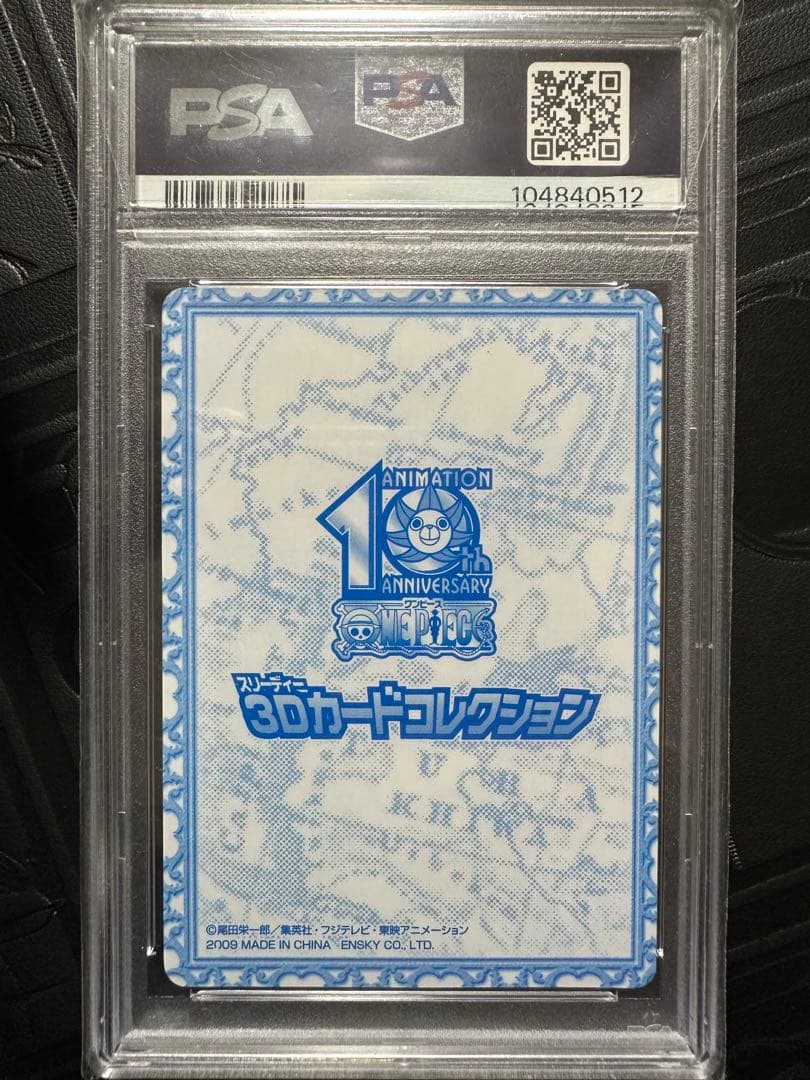 PSA
PSA
104840512
ANIMATION
10th
ANNIVERSARY
ワンピース
ONE PIECE
スリーディー
3Dカードコレクション
©尾田栄一郎／集英社・フジテレビ・東映アニメーション
2009 MADE IN CHINA ENSKY CO., LTD.